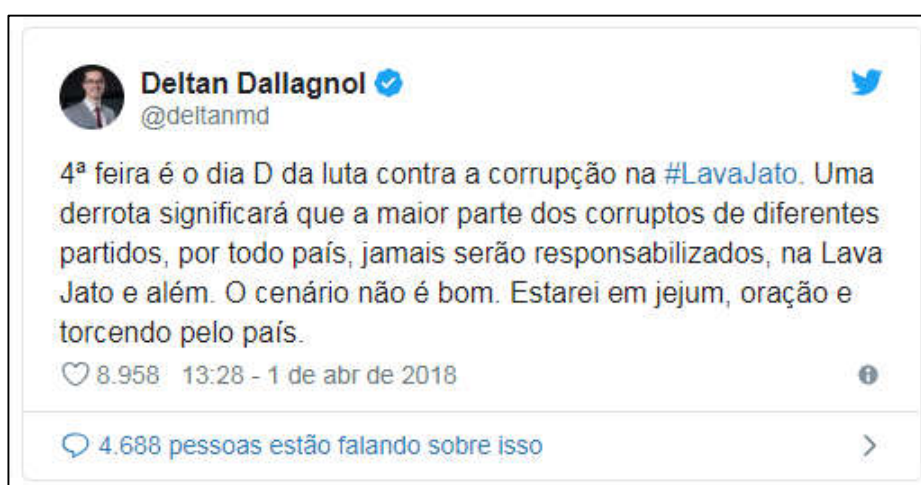 Deltan Dallagnol
@deltanmd
4ª feira é o dia D da luta contra a corrupção na #LavaJato. Uma
derrota significará que a maior parte dos corruptos de diferentes
partidos, por todo país, jamais serão responsabilizados, na Lava
Jato e além. O cenário não é bom. Estarei em jejum, oração e
torcendo pelo país.
8.958 13:28 - 1 de abr de 2018
4.688 pessoas estão falando sobre isso